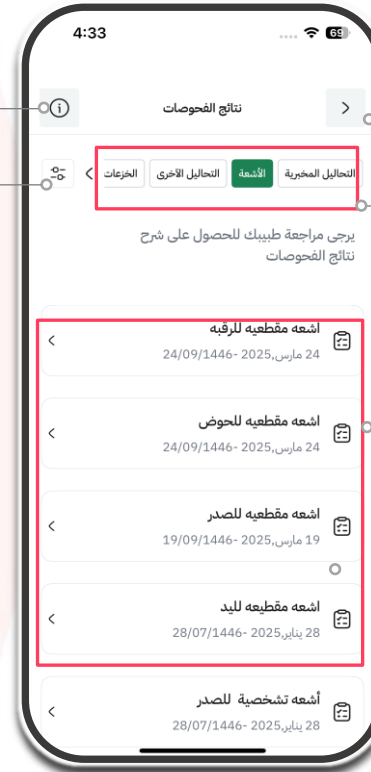 4:33
69
نتائج الفحوصات
التحاليل المخبرية الأشعة التحاليل الأخرى الخزعات
يرجى مراجعة طبيبك للحصول على شرح
نتائج الفحوصات
اشعه مقطعيه للرقبه
24 مارس,2025 -24/09/1446
اشعه مقطعيه للحوض
24 مارس,2025 -24/09/1446
اشعه مقطعيه للصدر
19 مارس,2025 -19/09/1446
اشعه مقطيعه لليد
28 يناير,2025 -28/07/1446
أشعه تشخصية للصدر
28 يناير,2025 -28/07/1446